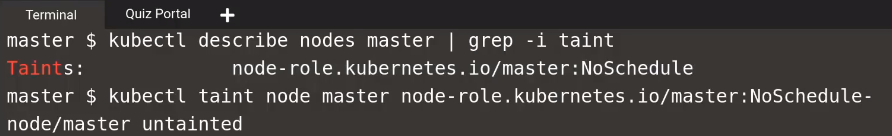 Terminal Quiz Portal +
master $ kubectl describe nodes master | grep -i taint
Taints: node-role.kubernetes.io/master:NoSchedule
master $ kubectl taint node master node-role.kubernetes.io/master:NoSchedule-
node/master untainted